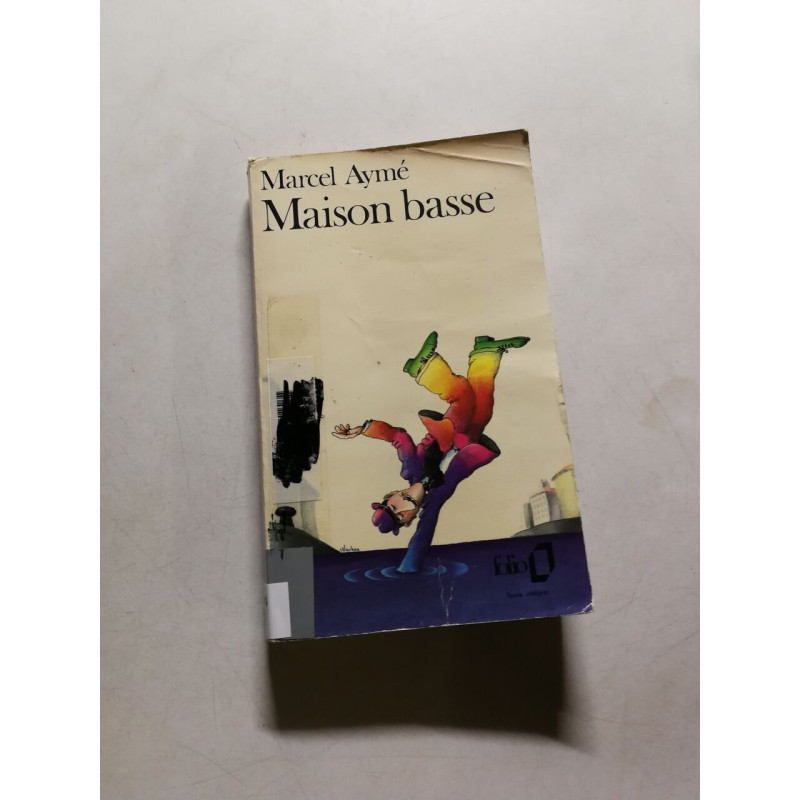 Marcel Aymé
Maison basse
folio